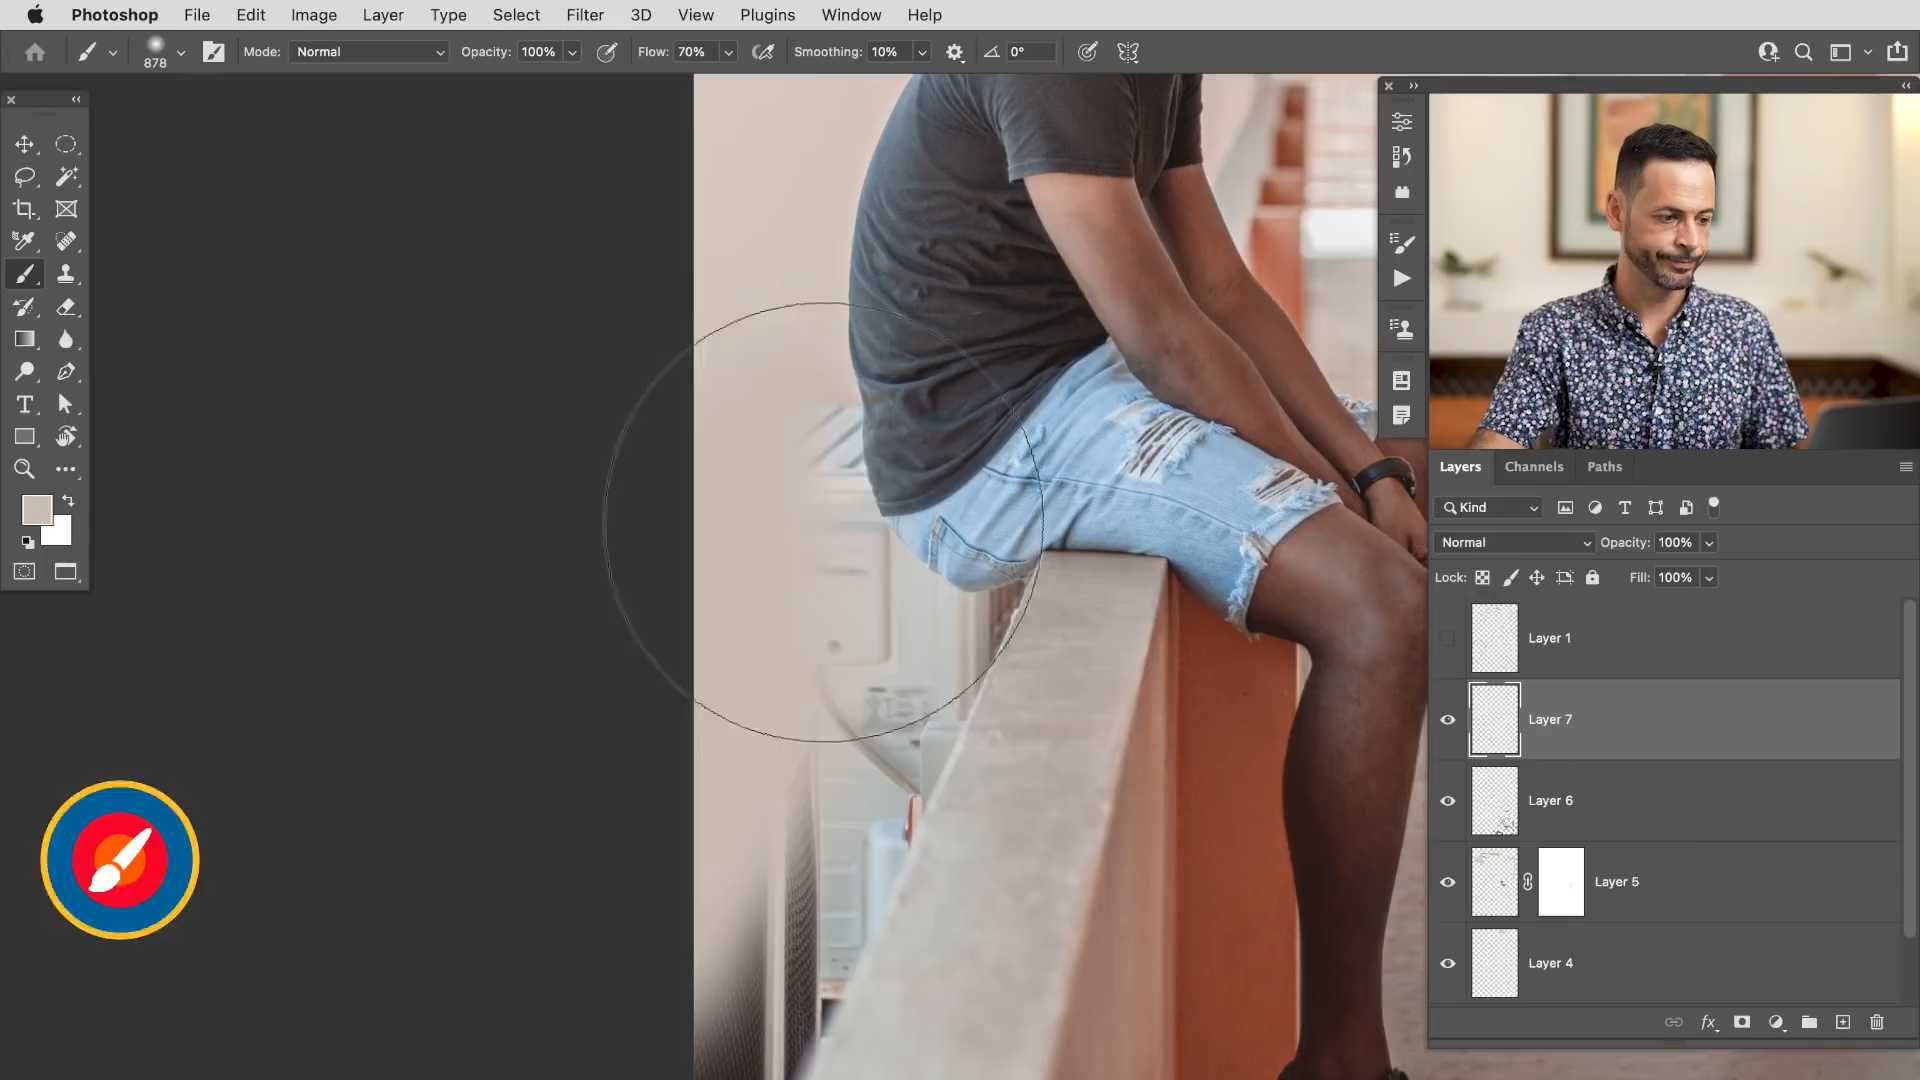 Photoshop File Edit Image Layer Type Select Filter 3D View Plugins Window Help
878 Mode: Normal Opacity: 100% Flow: 70% Smoothing: 10% 0°
Layers Channels Paths
Kind
Normal Opacity: 100%
Lock: Fill: 100%
Layer 1
Layer 7
Layer 6
Layer 5
Layer 4